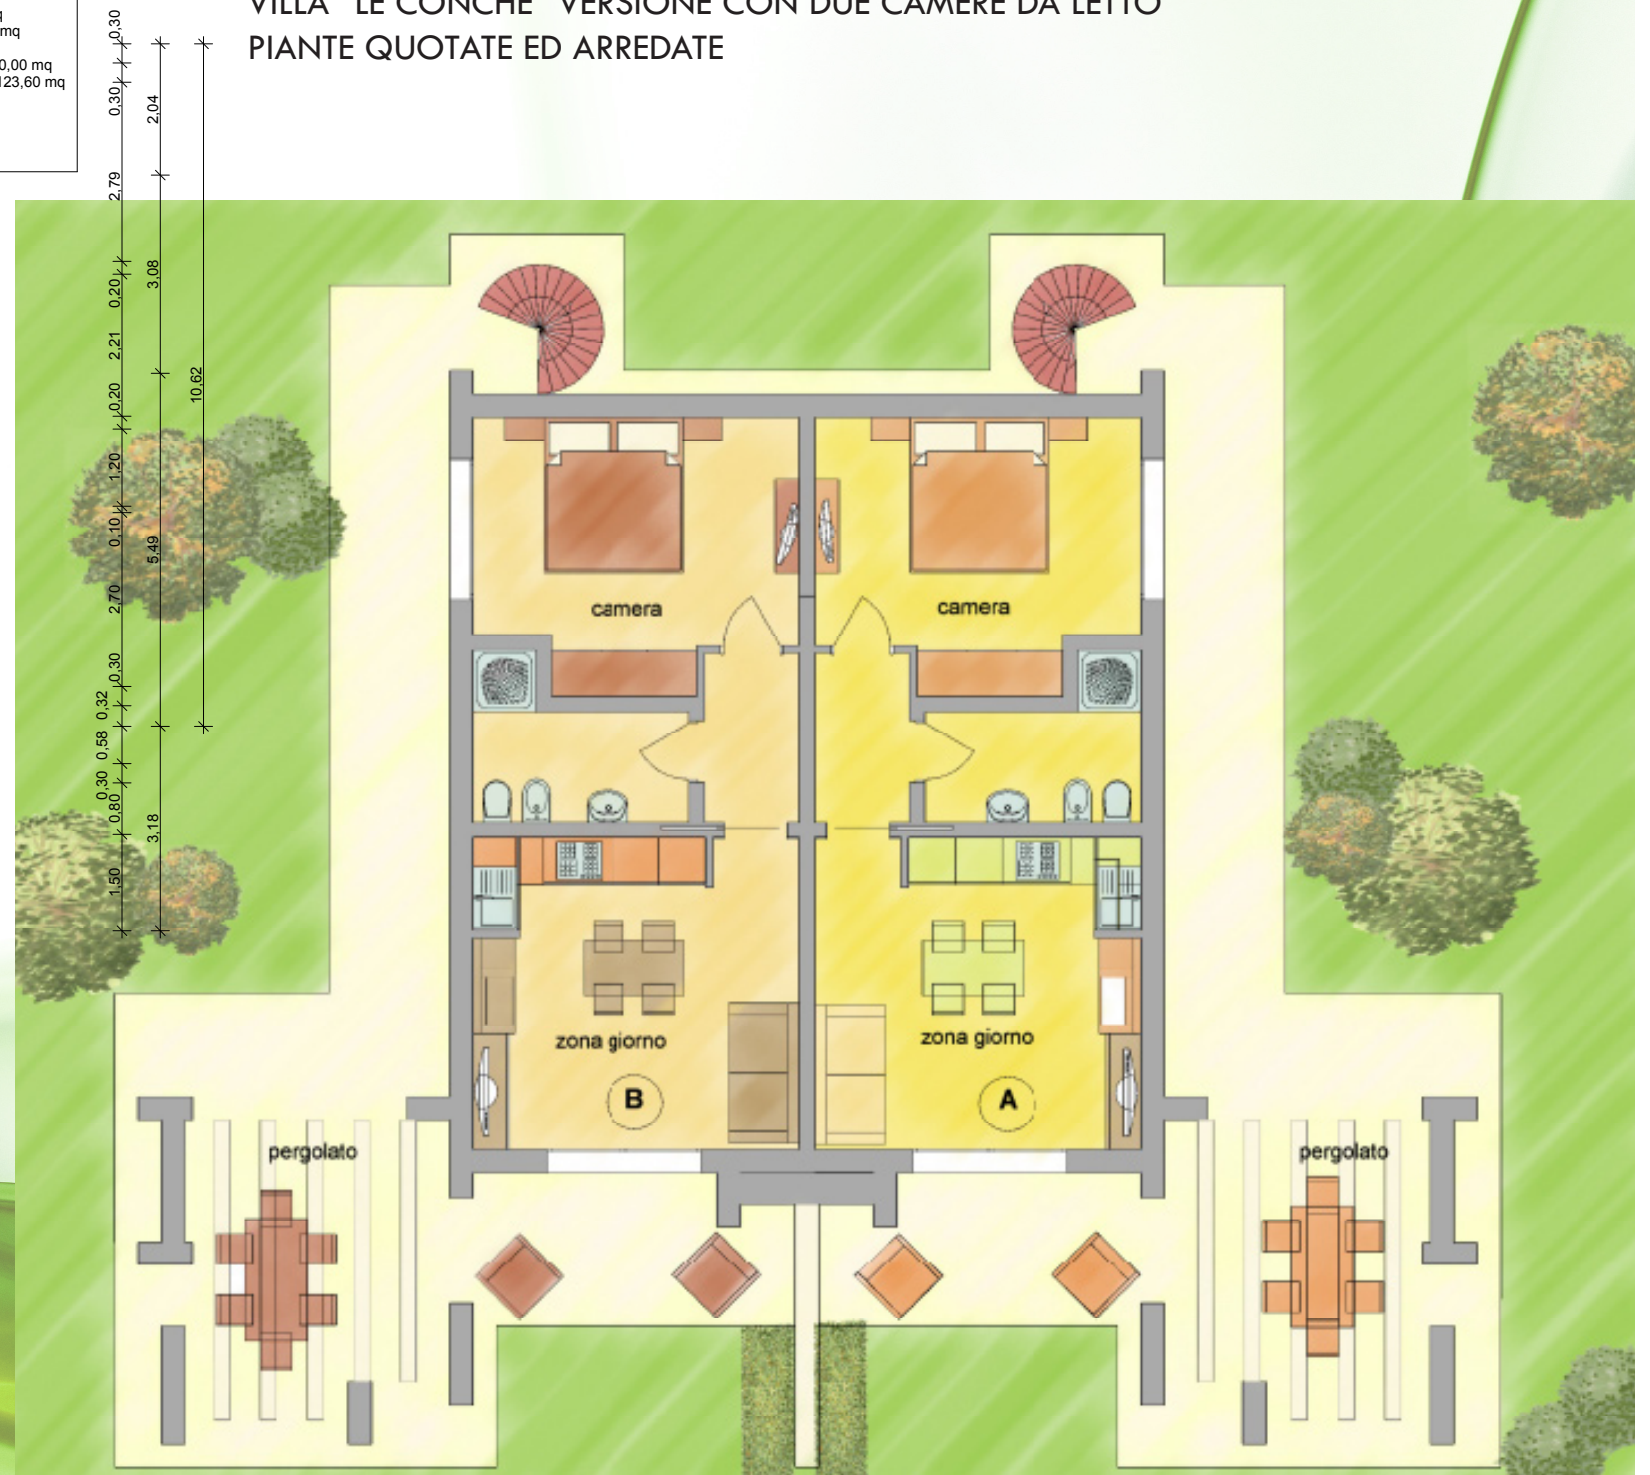 VILLA "LE CONCHE" VERSIONE CON DUE CAMERE DA LETTO
PIANTE QUOTATE ED ARREDATE
mq
0,00 mq
123,60 mq
0,30
0,30
2,79
0,20
2,21
0,20
1,20
0,10
2,70
0,30
0,32
0,58
0,30
0,80
1,50
2,04
3,08
5,49
3,18
10,62
camera
camera
zona giorno
zona giorno
B
A
pergolato
pergolato